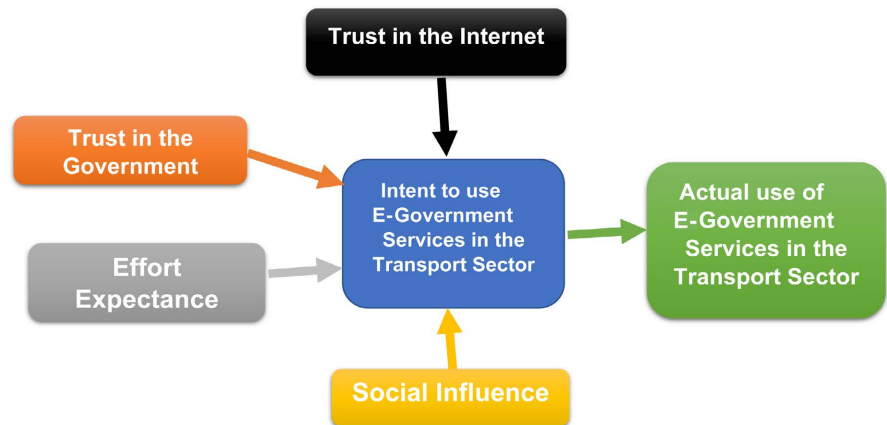 Trust in the Internet
Trust in the
Government
Intent to use
E-Government
Services in the
Transport Sector
Actual use of
E-Government
Services in the
Transport Sector
Effort
Expectance
Social Influence